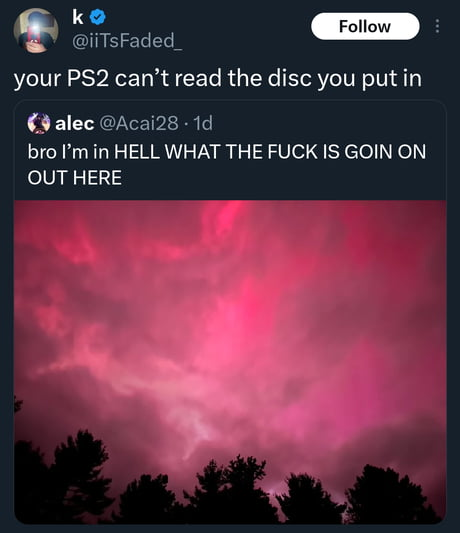 k
Follow
@iiTsFaded_
your PS2 can’t read the disc you put in
alec @Acai28 · 1d
bro I’m in HELL WHAT THE FUCK IS GOIN ON
OUT HERE